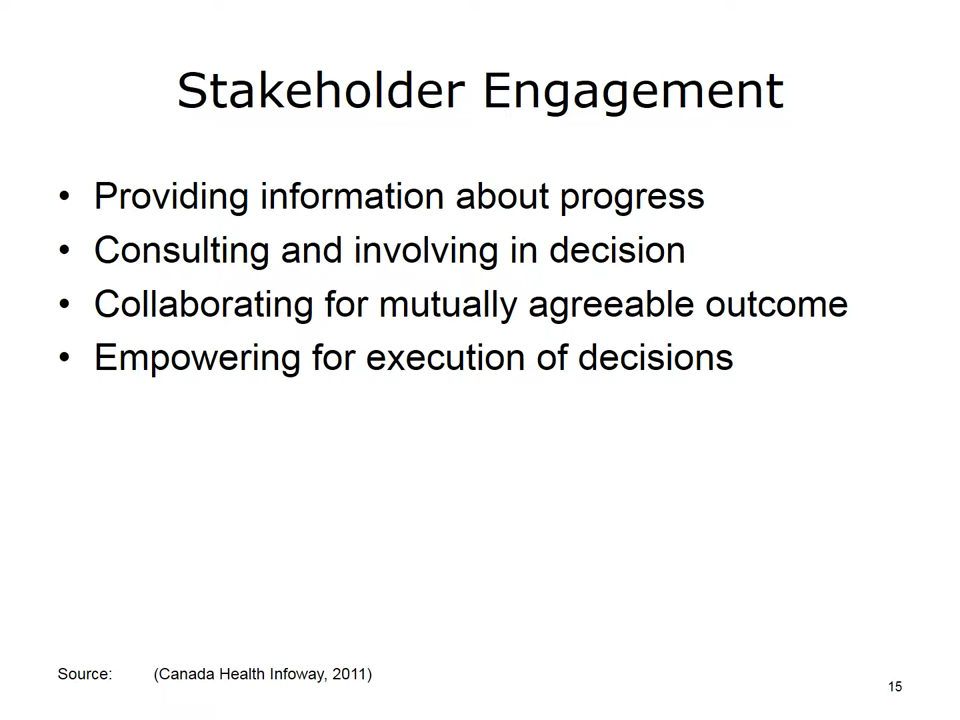 Stakeholder Engagement
• Providing information about progress
• Consulting and involving in decision
• Collaborating for mutually agreeable outcome
• Empowering for execution of decisions
Source: (Canada Health Infoway, 2011)
15